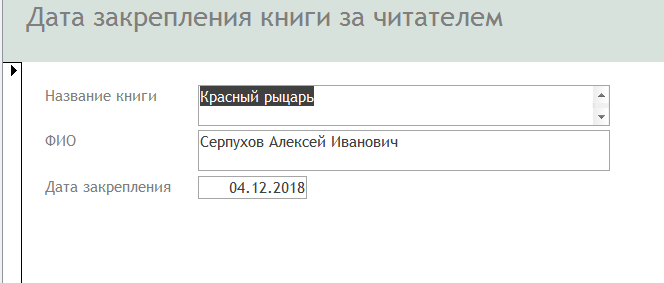 Дата закрепления книги за читателем
Название книги Красный рыцарь
ФИО Серпухов Алексей Иванович
Дата закрепления 04.12.2018